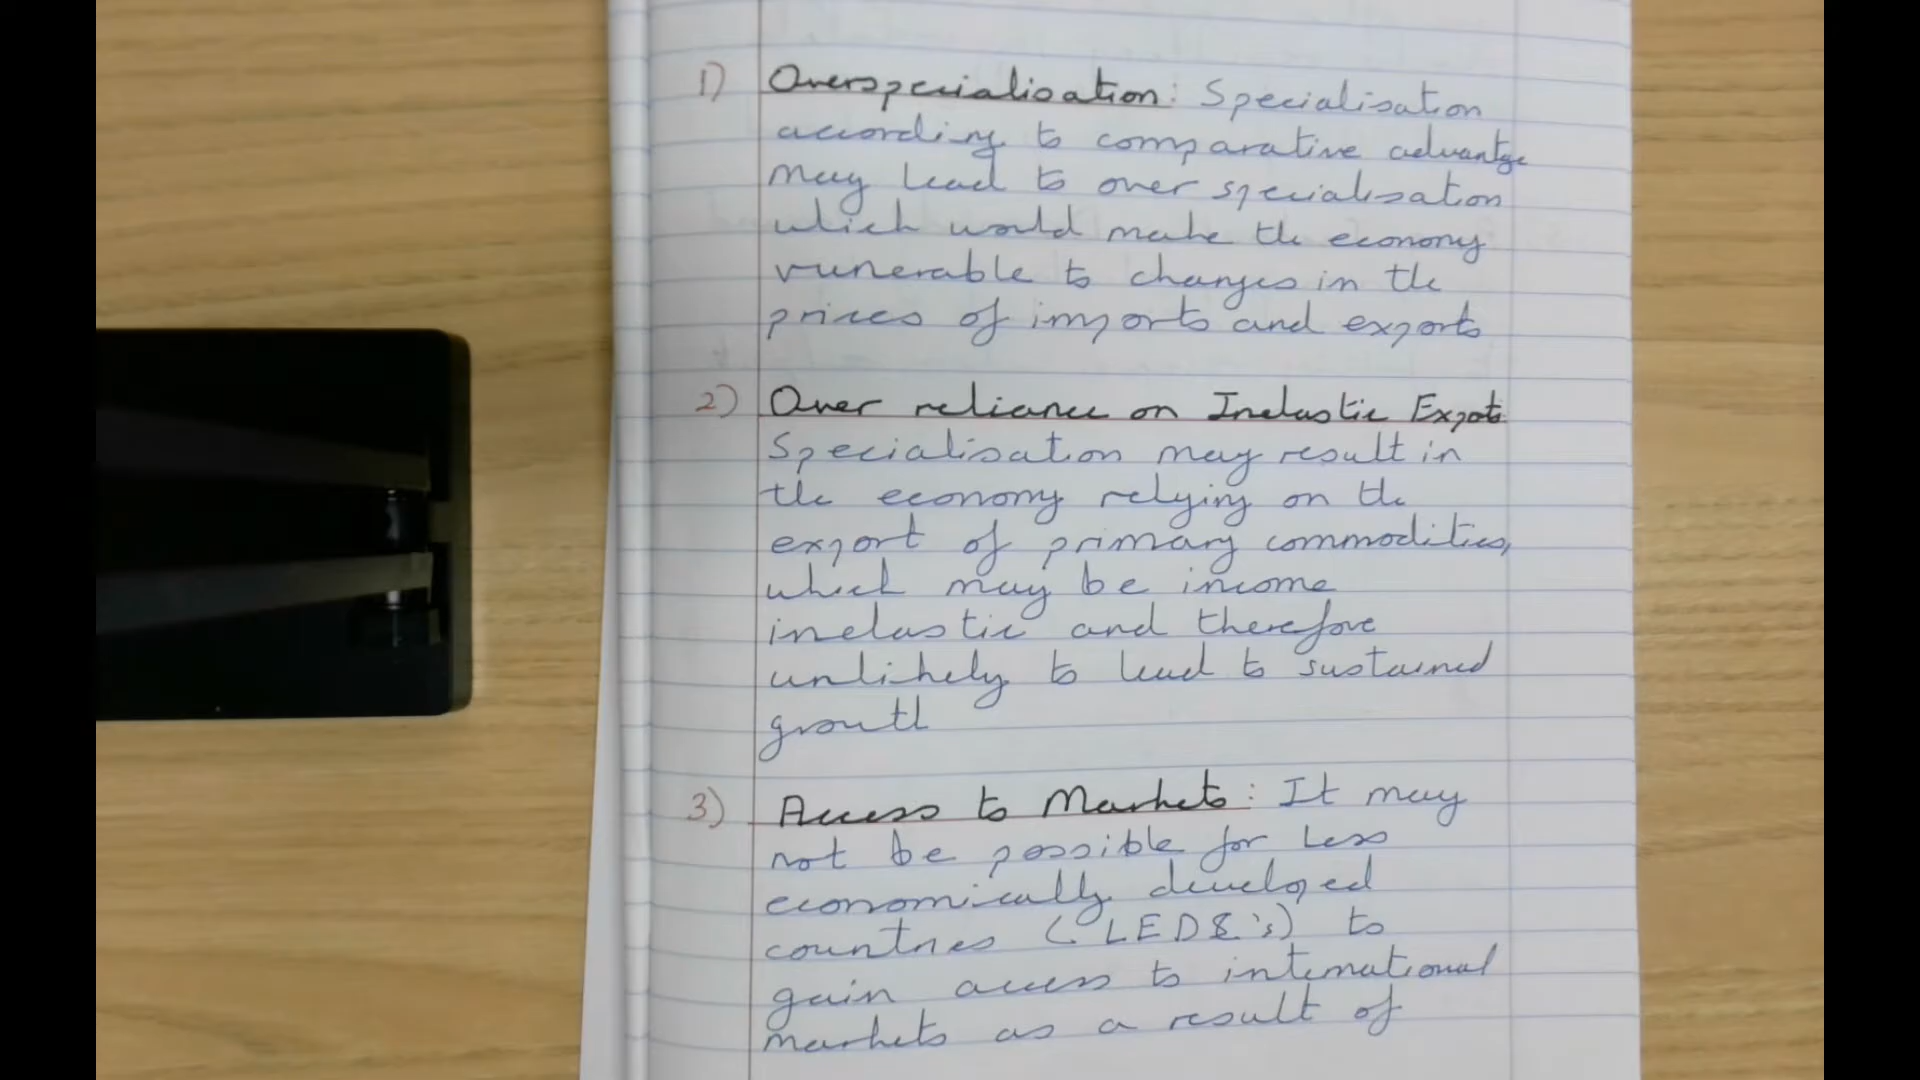 1) Overspecialisation: Specialisation
according to comparative advantage
may lead to over specialisation
which would make the economy
vunerable to changes in the
prices of imports and exports
2) Over reliance on Inelastic Exports
Specialisation may result in
the economy relying on the
export of primary commodities,
which may be income
inelastic and therefore
unlikely to lead to sustained
growth
3) Access to Markets: It may
not be possible for less
economically developed
countries (LEDC's) to
gain access to international
markets as a result of